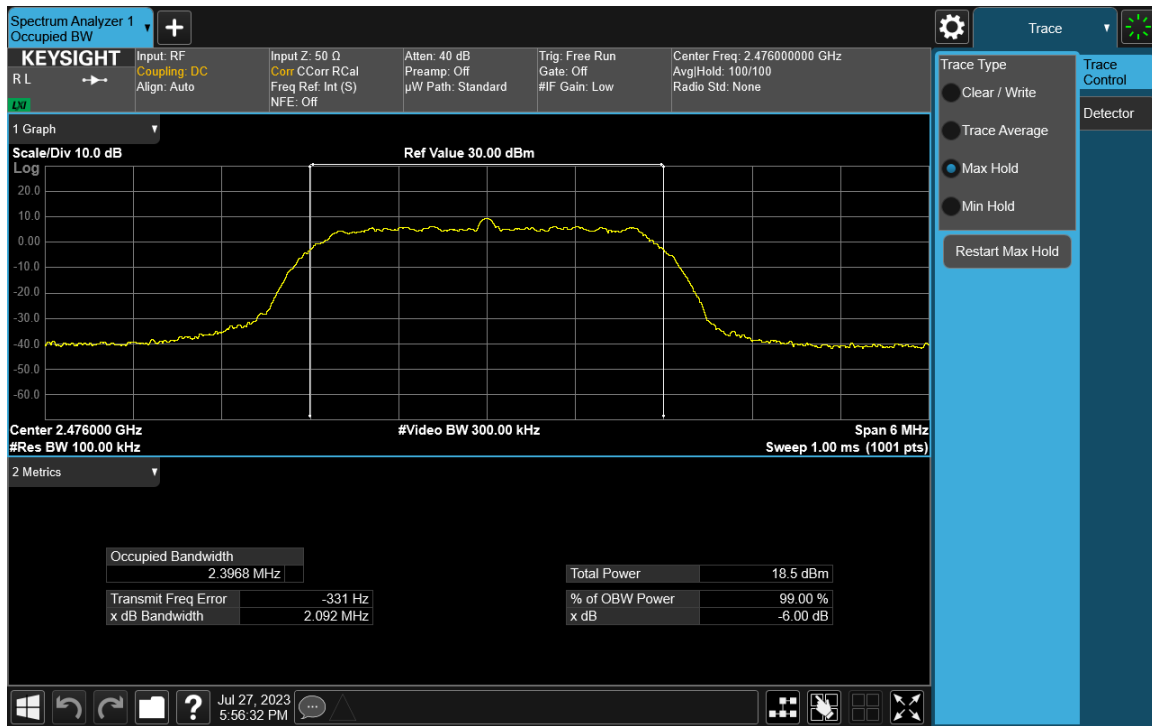 Spectrum Analyzer 1
Occupied BW
+
Trace
KEYSIGHT
R L
LXI
Input: RF
Coupling: DC
Align: Auto
Input Z: 50 Ω
Corr CCorr RCal
Freq Ref: Int (S)
NFE: Off
Atten: 40 dB
Preamp: Off
µW Path: Standard
Trig: Free Run
Gate: Off
#IF Gain: Low
Center Freq: 2.476000000 GHz
Avg|Hold: 100/100
Radio Std: None
Trace Type
Clear / Write
Trace Average
Max Hold
Min Hold
Restart Max Hold
Trace
Control
Detector
1 Graph
Scale/Div 10.0 dB
Ref Value 30.00 dBm
Log
20.0
10.0
0.00
-10.0
-20.0
-30.0
-40.0
-50.0
-60.0
Center 2.476000 GHz
#Video BW 300.00 kHz
Span 6 MHz
#Res BW 100.00 kHz
Sweep 1.00 ms (1001 pts)
2 Metrics
Occupied Bandwidth
2.3968 MHz
Total Power 18.5 dBm
Transmit Freq Error -331 Hz
% of OBW Power 99.00 %
x dB Bandwidth 2.092 MHz
x dB -6.00 dB
?
Jul 27, 2023
5:56:32 PM